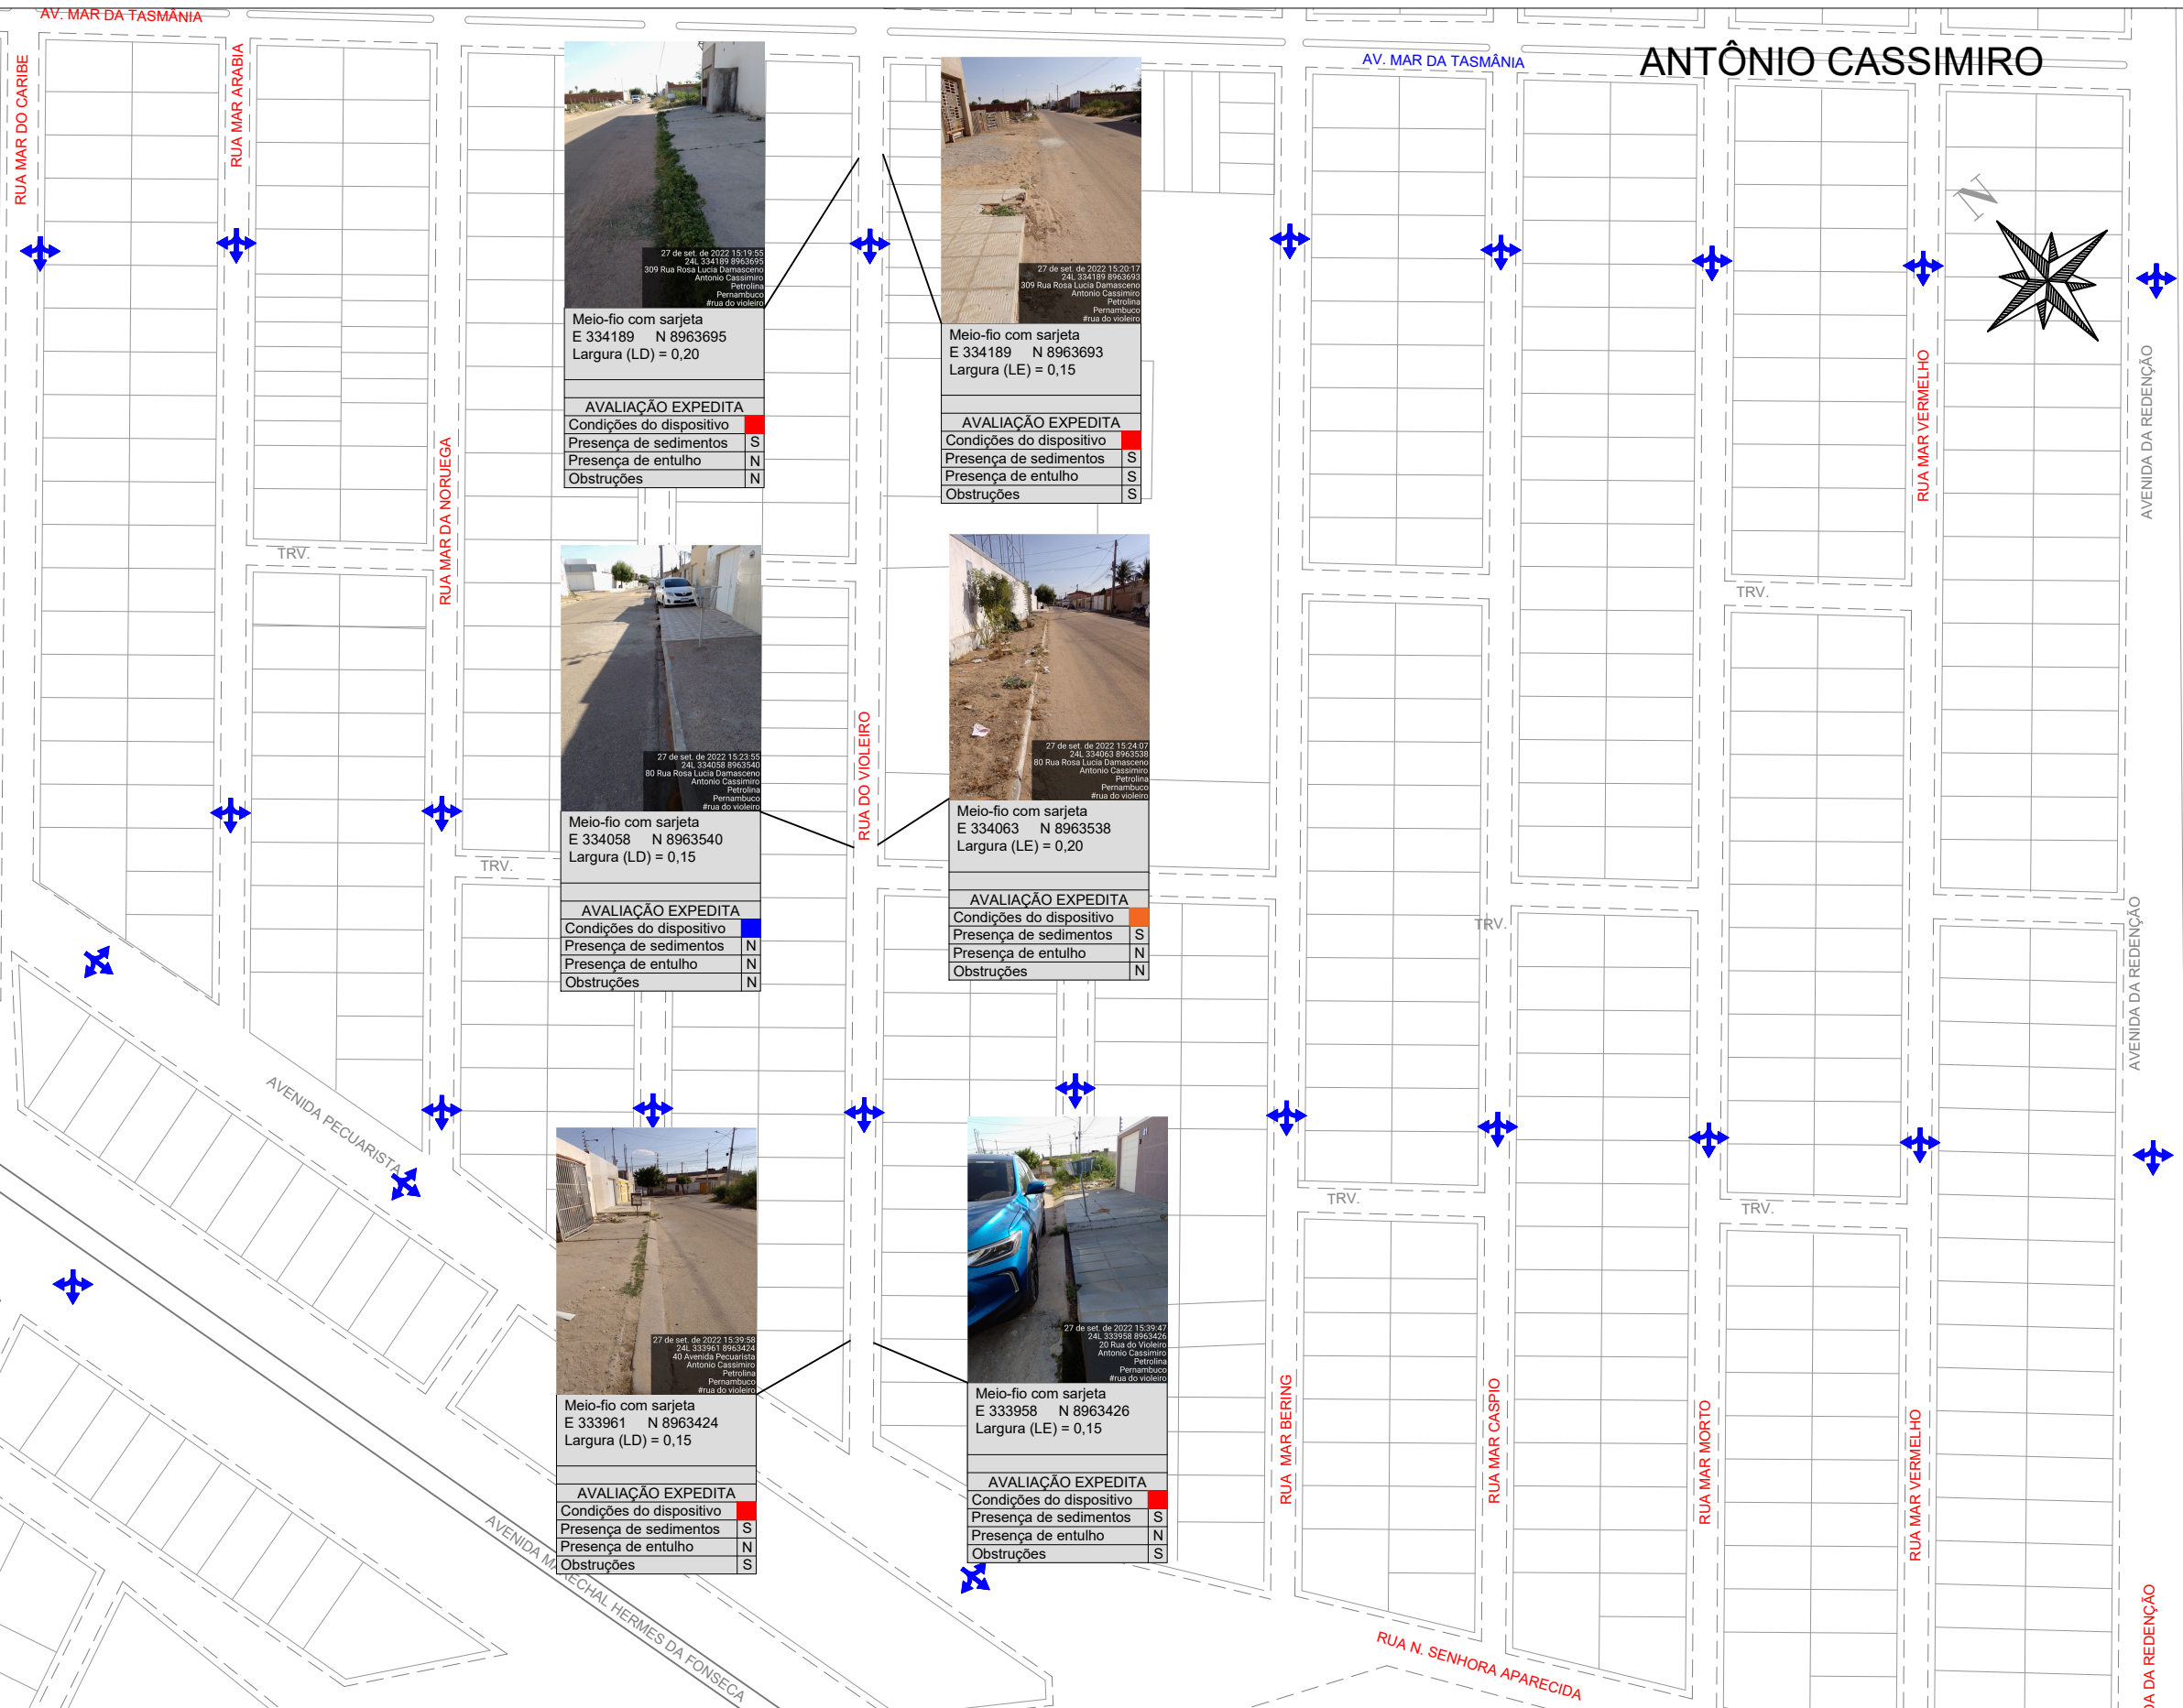 AV. MAR DA TASMÂNIA
AV. MAR DA TASMÂNIA
ANTÔNIO CASSIMIRO
RUA MAR DO CARIBE
RUA MAR ARABIA
N
27 de set. de 2022 15:19:55
24L 334189 8963695
309 Rua Rosa Lucia Damasceno
Antonio Cassimiro
Petrolina
Pernambuco
#rua do violeiro
Meio-fio com sarjeta
E 334189 N 8963695
Largura (LD) = 0,20
AVALIAÇÃO EXPEDITA
Condições do dispositivo
Presença de sedimentos S
Presença de entulho N
Obstruções N
27 de set. de 2022 15:20:17
24L 334189 8963693
309 Rua Rosa Lucia Damasceno
Antonio Cassimiro
Petrolina
Pernambuco
#rua do violeiro
Meio-fio com sarjeta
E 334189 N 8963693
Largura (LE) = 0,15
AVALIAÇÃO EXPEDITA
Condições do dispositivo
Presença de sedimentos S
Presença de entulho S
Obstruções S
RUA MAR VERMELHO
AVENIDA DA REDENÇÃO
RUA MAR DA NORUEGA
TRV.
TRV.
27 de set. de 2022 15:23:55
24L 334058 8963540
80 Rua Rosa Lucia Damasceno
Antonio Cassimiro
Petrolina
Pernambuco
#rua do violeiro
Meio-fio com sarjeta
E 334058 N 8963540
Largura (LD) = 0,15
AVALIAÇÃO EXPEDITA
Condições do dispositivo
Presença de sedimentos N
Presença de entulho N
Obstruções N
RUA DO VIOLEIRO
27 de set. de 2022 15:24:07
24L 334063 8963538
80 Rua Rosa Lucia Damasceno
Antonio Cassimiro
Petrolina
Pernambuco
#rua do violeiro
Meio-fio com sarjeta
E 334063 N 8963538
Largura (LE) = 0,20
AVALIAÇÃO EXPEDITA
Condições do dispositivo
Presença de sedimentos S
Presença de entulho N
Obstruções N
TRV.
TRV.
AVENIDA DA REDENÇÃO
AVENIDA PECUARISTA
27 de set. de 2022 15:39:58
24L 333961 8963424
40 Avenida Pecuarista
Antonio Cassimiro
Petrolina
Pernambuco
#rua do violeiro
Meio-fio com sarjeta
E 333961 N 8963424
Largura (LD) = 0,15
AVALIAÇÃO EXPEDITA
Condições do dispositivo
Presença de sedimentos S
Presença de entulho N
Obstruções S
27 de set. de 2022 15:39:47
24L 333958 8963426
20 Rua do Violeiro
Antonio Cassimiro
Petrolina
Pernambuco
#rua do violeiro
Meio-fio com sarjeta
E 333958 N 8963426
Largura (LE) = 0,15
AVALIAÇÃO EXPEDITA
Condições do dispositivo
Presença de sedimentos S
Presença de entulho N
Obstruções S
TRV.
TRV.
RUA MAR BERING
RUA MAR CASPIO
RUA MAR MORTO
RUA MAR VERMELHO
AVENIDA MARECHAL HERMES DA FONSECA
RUA N. SENHORA APARECIDA
DA DA REDENÇÃO